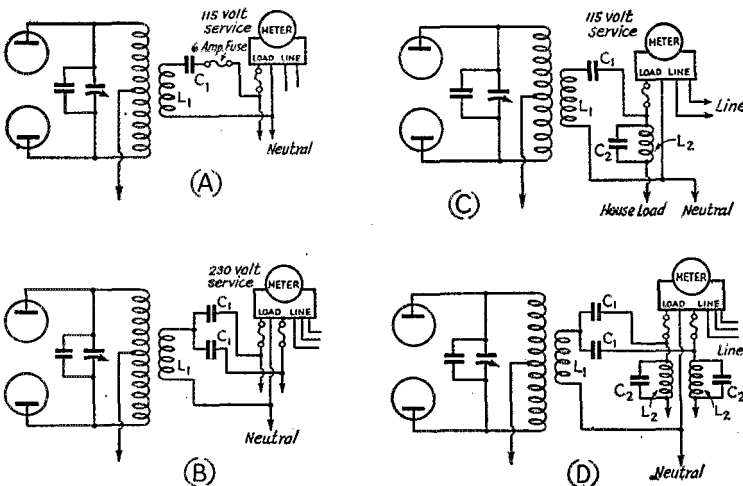 115 volt
service
METER
6 Amp. Fuse
LOAD LINE
C1
L1
Neutral
(A)
115 volt
service
METER
C1
LOAD LINE
L1
Line
C2
L2
House Load
Neutral
(C)
230 volt
service
METER
C1
LOAD LINE
C1
L1
Neutral
(B)
METER
C1
LOAD LINE
C1
L1
Line
C2
L2
L2
C2
Neutral
(D)